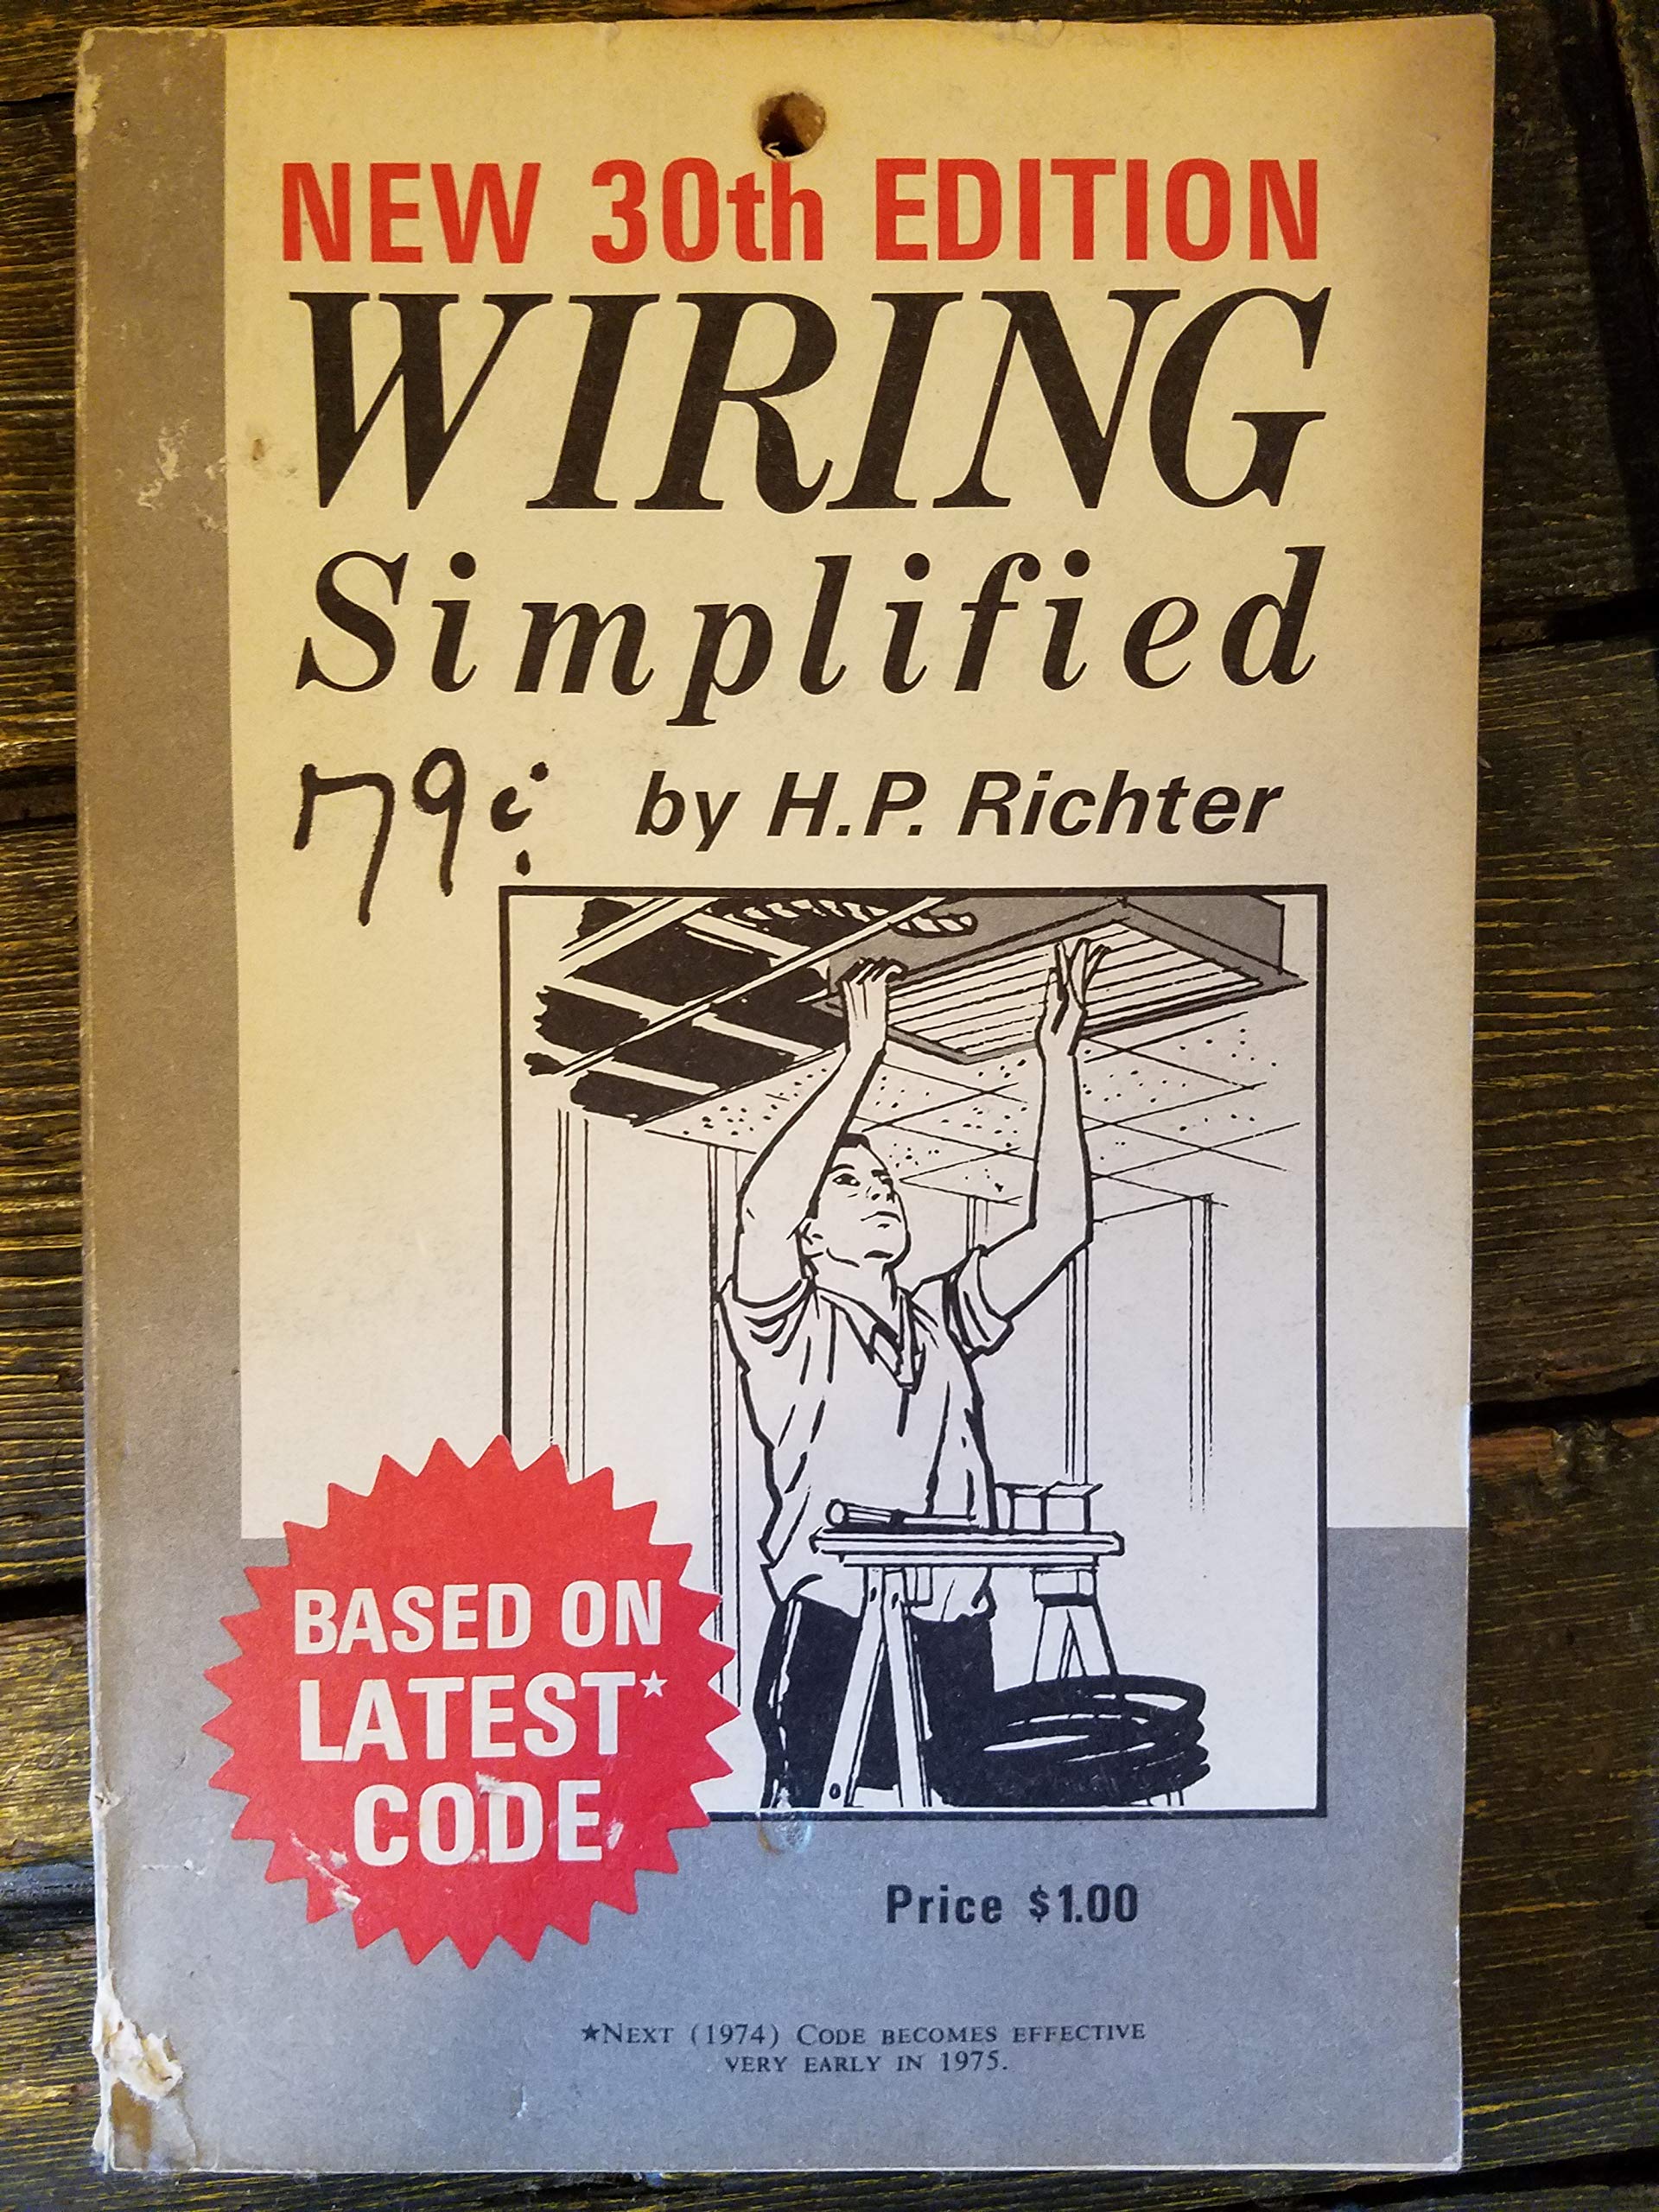 NEW 30th EDITION
WIRING
Simplified
79¢
by H.P. Richter
BASED ON
LATEST★
CODE
Price $1.00
★NEXT (1974) CODE BECOMES EFFECTIVE
VERY EARLY IN 1975.